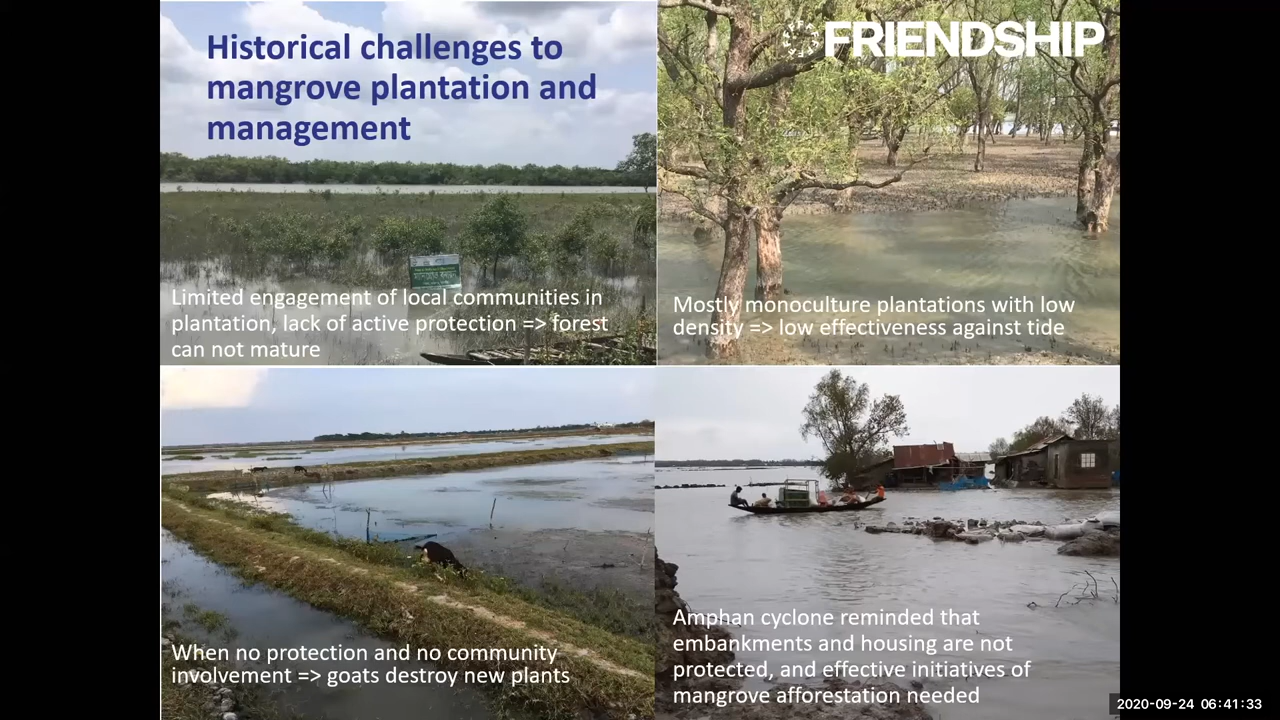 Historical challenges to
mangrove plantation and
management
FRIENDSHIP
Limited engagement of local communities in
plantation, lack of active protection => forest
can not mature
Mostly monoculture plantations with low
density => low effectiveness against tide
When no protection and no community
involvement => goats destroy new plants
Amphan cyclone reminded that
embankments and housing are not
protected, and effective initiatives of
mangrove afforestation needed
2020-09-24 06:41:33